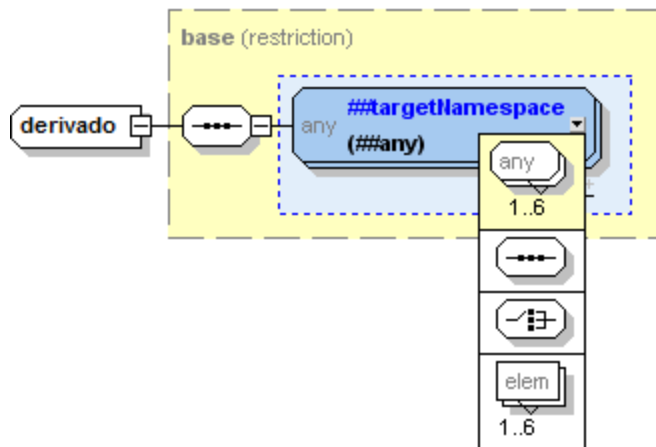 base (restriction)
derivado
any
##targetNamespace
(##any)
any
1..6
elem
1..6